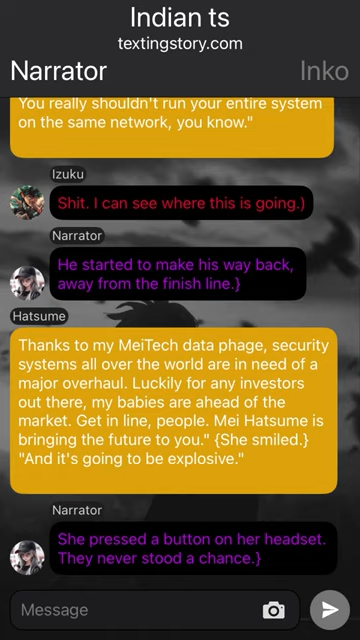 Indian ts
textingstory.com
Narrator
Inko
You really shouldn't run your entire system
on the same network, you know."
Izuku
Shit. I can see where this is going.)
Narrator
He started to make his way back,
away from the finish line.}
Hatsume
Thanks to my MeiTech data phage, security
systems all over the world are in need of a
major overhaul. Luckily for any investors
out there, my babies are ahead of the
market. Get in line, people. Mei Hatsume is
bringing the future to you." {She smiled.}
"And it's going to be explosive."
Narrator
She pressed a button on her headset.
They never stood a chance.}
Message